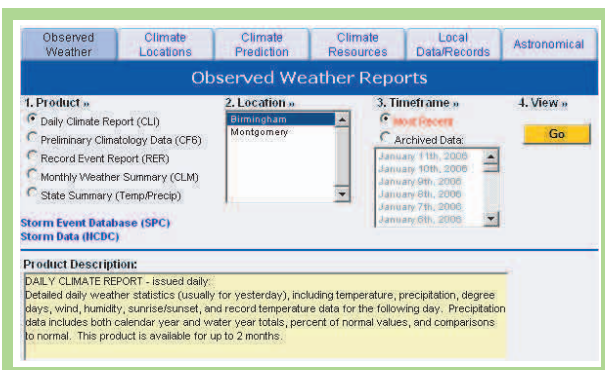 Observed Weather
Climate Locations
Climate Prediction
Climate Resources
Local Data/Records
Astronomical
Observed Weather Reports
1. Product »
Daily Climate Report (CLI)
Preliminary Climatology Data (CF6)
Record Event Report (RER)
Monthly Weather Summary (CLM)
State Summary (Temp/Precip)
Storm Event Database (SPC)
Storm Data (NCDC)
2. Location »
Birmingham
Montgomery
3. Timeframe »
Most Recent
Archived Data:
January 11th, 2006
January 10th, 2006
January 9th, 2006
January 8th, 2006
January 7th, 2006
January 6th, 2006
4. View »
Go
Product Description:
DAILY CLIMATE REPORT - issued daily:
Detailed daily weather statistics (usually for yesterday), including temperature, precipitation, degree
days, wind, humidity, sunrise/sunset, and record temperature data for the following day. Precipitation
data includes both calendar year and water year totals, percent of normal values, and comparisons
to normal. This product is available for up to 2 months.